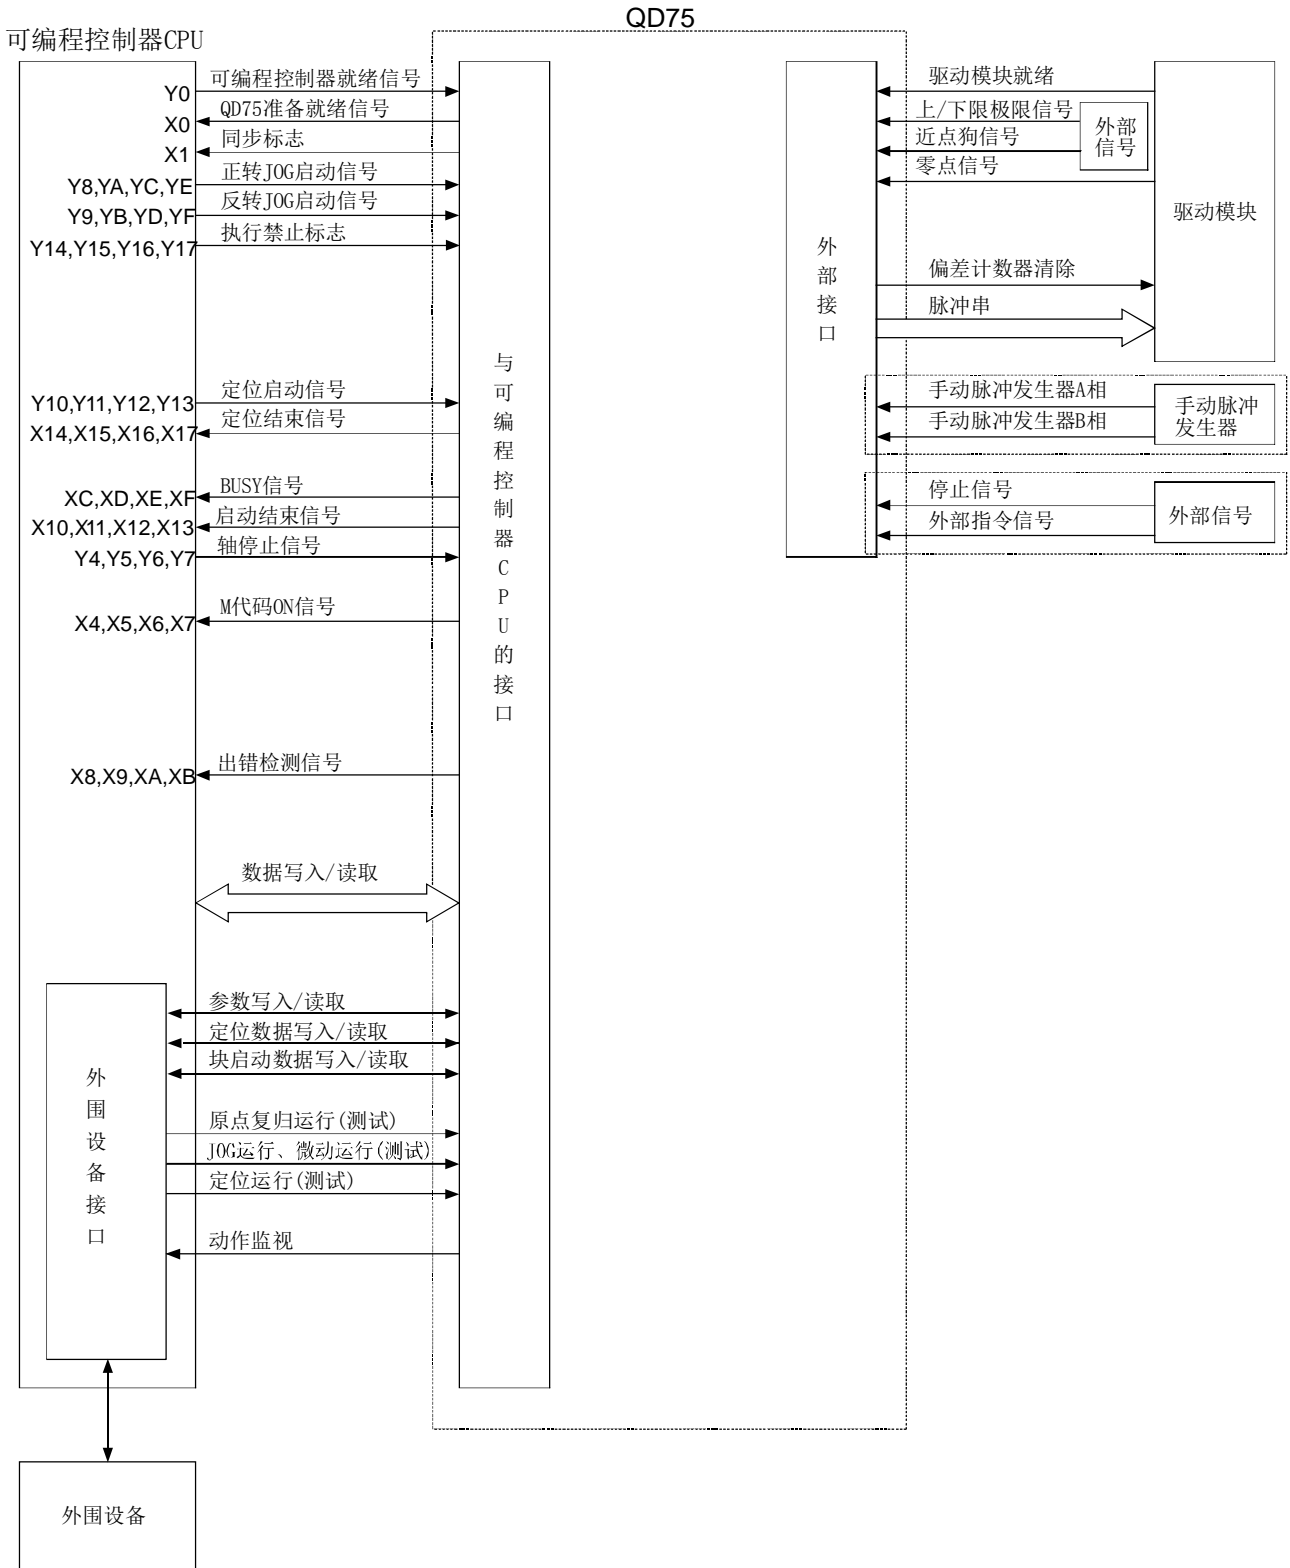 QD75
可编程控制器CPU
Y0
可编程控制器就绪信号
X0
QD75准备就绪信号
X1
同步标志
Y8,YA,YC,YE
正转JOG启动信号
Y9,YB,YD,YF
反转JOG启动信号
Y14,Y15,Y16,Y17
执行禁止标志
Y10,Y11,Y12,Y13
定位启动信号
X14,X15,X16,X17
定位结束信号
XC,XD,XE,XF
BUSY信号
X10,X11,X12,X13
启动结束信号
Y4,Y5,Y6,Y7
轴停止信号
X4,X5,X6,X7
M代码ON信号
X8,X9,XA,XB
出错检测信号
数据写入/读取
参数写入/读取
定位数据写入/读取
块启动数据写入/读取
原点复归运行(测试)
JOG运行、微动运行(测试)
定位运行(测试)
动作监视
外围设备接口
外围设备
与可编程控制器CPU的接口
外部接口
驱动模块就绪
上/下限极限信号
近点狗信号
零点信号
外部
信号
驱动模块
偏差计数器清除
脉冲串
手动脉冲发生器A相
手动脉冲发生器B相
手动脉冲
发生器
停止信号
外部指令信号
外部信号